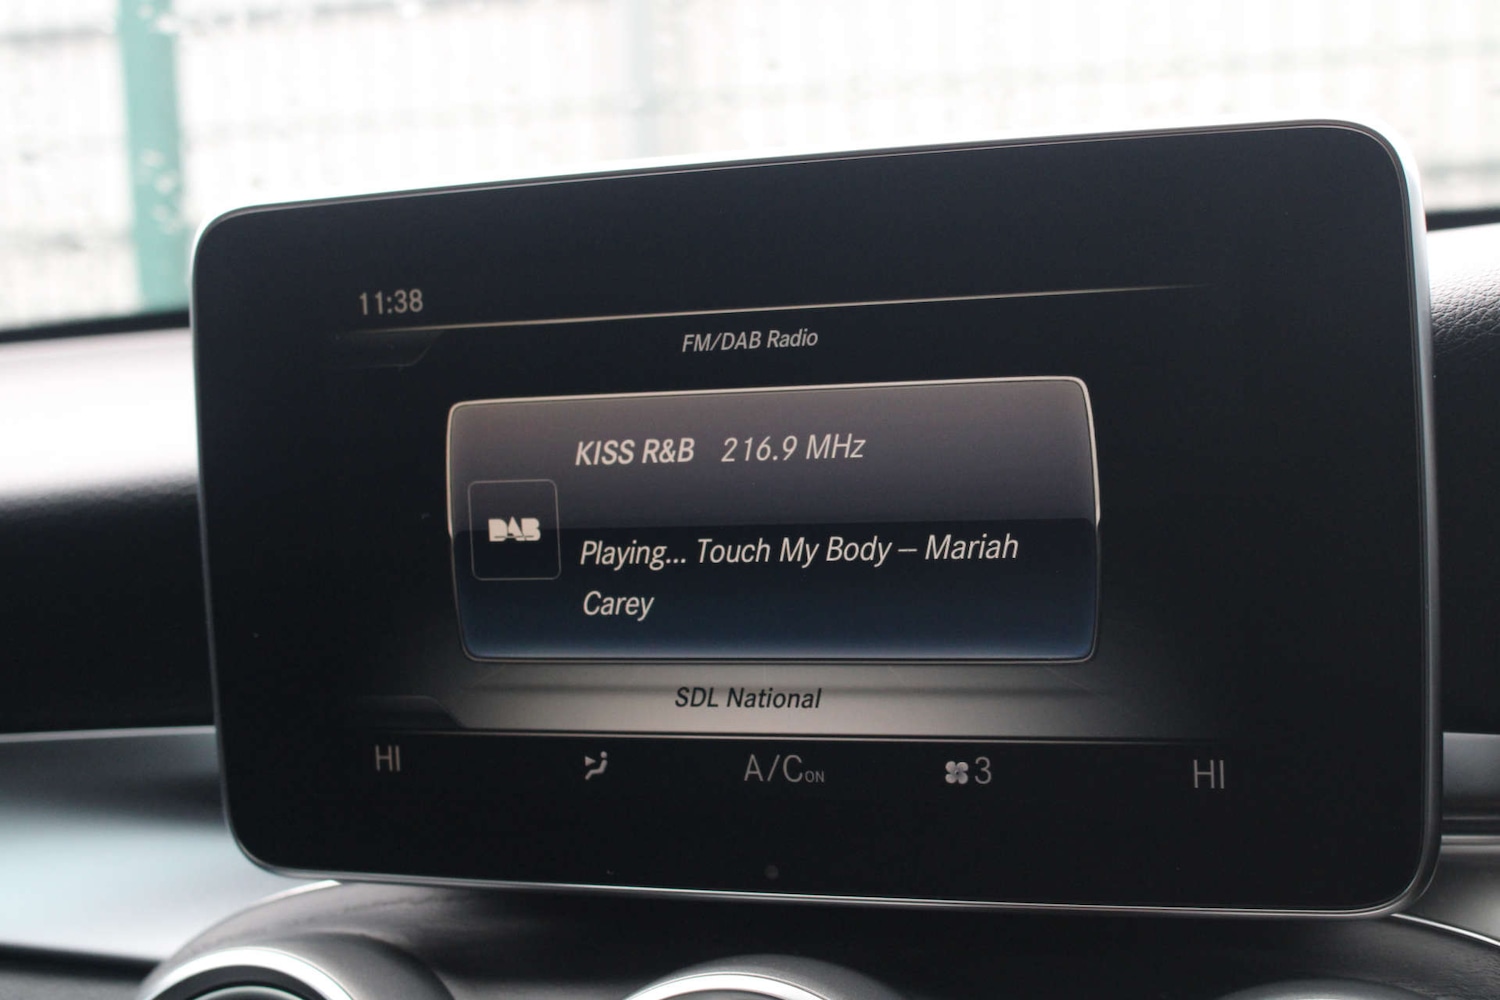 11:38
FM/DAB Radio
KISS R&B 216.9 MHz
DAB
Playing... Touch My Body – Mariah
Carey
SDL National
HI A/C ON 3 HI